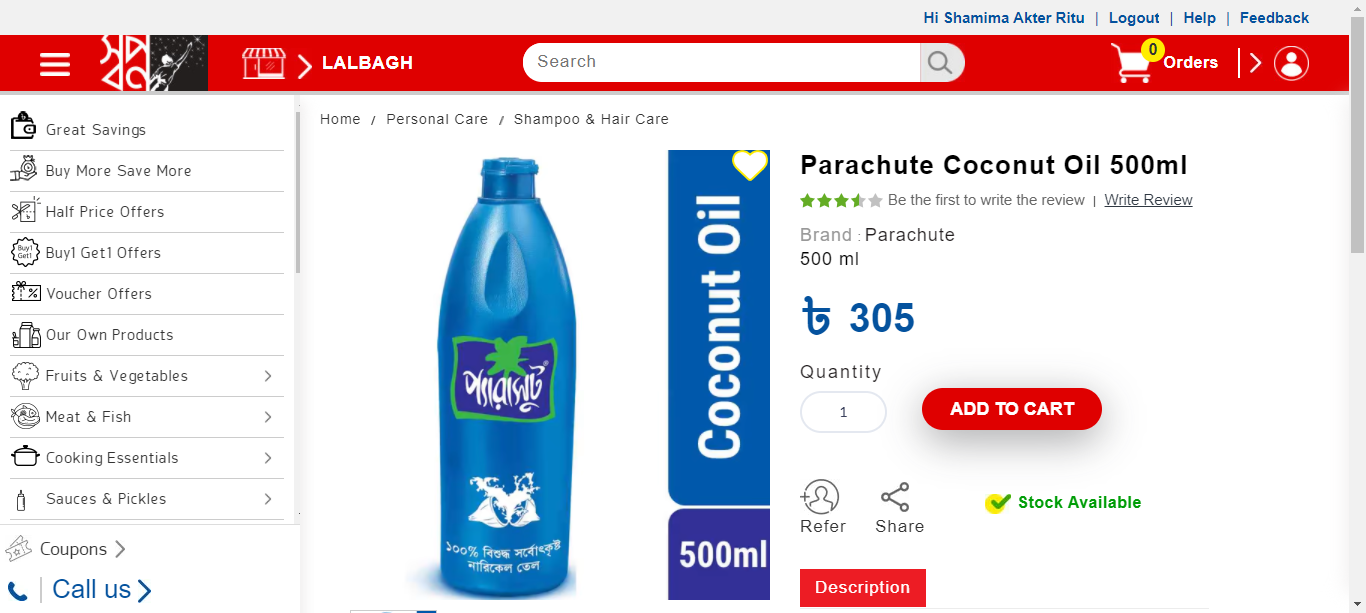 Hi Shamima Akter Ritu | Logout | Help | Feedback
স্বপ্ন
LALBAGH
Search
0
Orders
Great Savings
Buy More Save More
Half Price Offers
Buy1 Get1
Buy1 Get1 Offers
Voucher Offers
Our Own Products
Fruits & Vegetables
Meat & Fish
Cooking Essentials
Sauces & Pickles
Coupons
Call us
Home / Personal Care / Shampoo & Hair Care
প্যারাসুট
১০০% বিশুদ্ধ সর্বোৎকৃষ্ট
নারিকেল তেল
Coconut Oil
500ml
Parachute Coconut Oil 500ml
Be the first to write the review | Write Review
Brand : Parachute
500 ml
৳ 305
Quantity
1
ADD TO CART
Refer
Share
Stock Available
Description